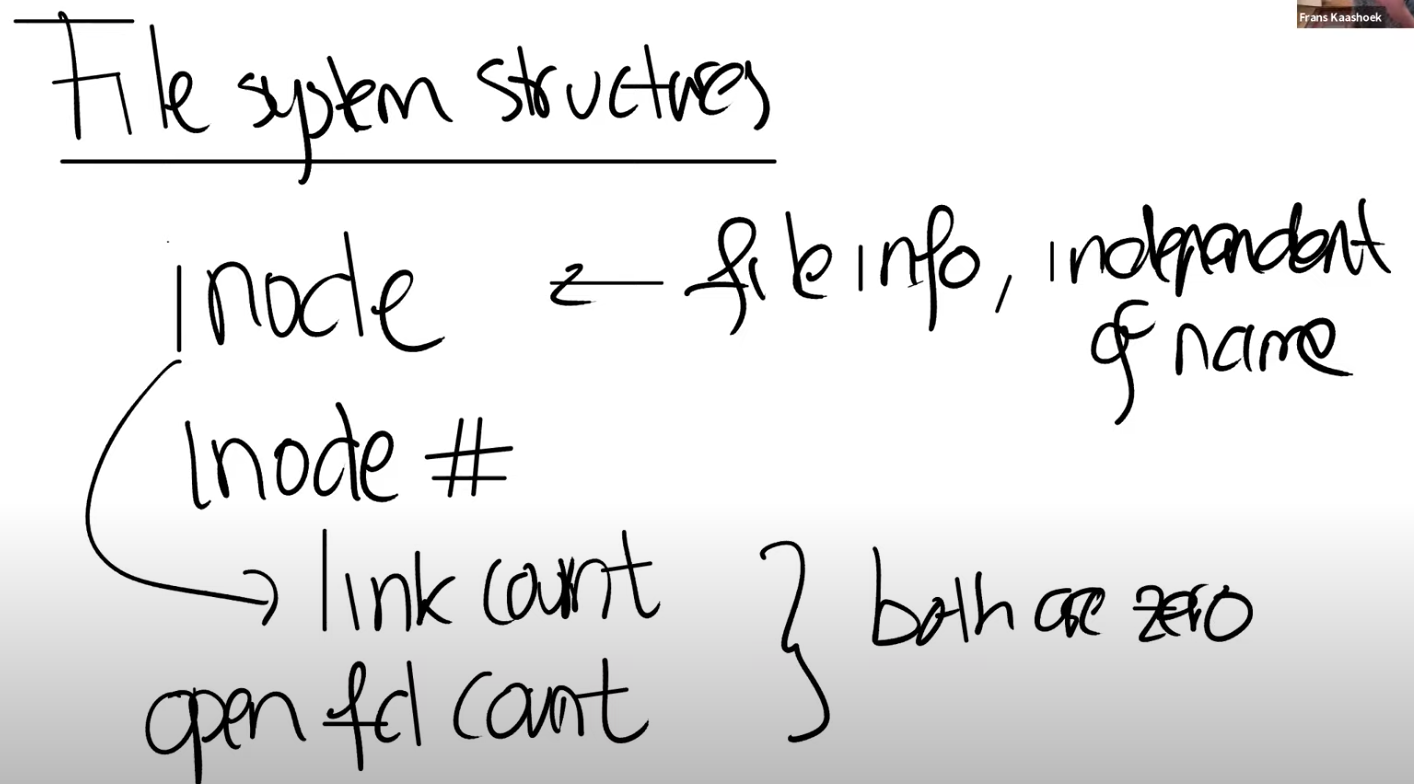 Frans Kaashoek
File system structures
inode ← file info, independent
of name
inode #
→ link count } both are zero
open fd count